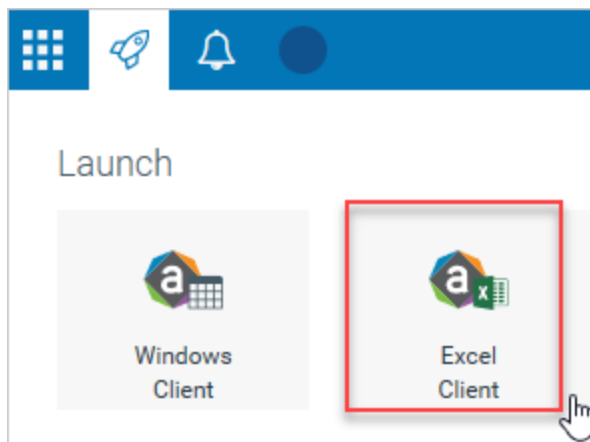 Launch
a
Windows
Client
a
X
Excel
Client